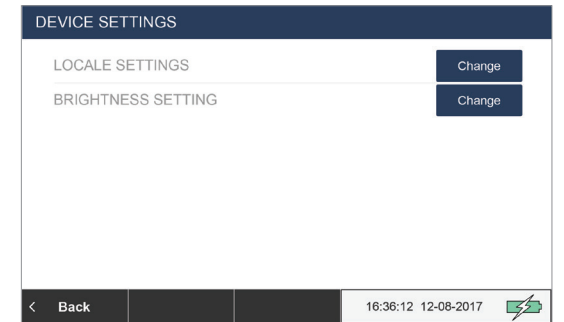 DEVICE SETTINGS
LOCALE SETTINGS Change
BRIGHTNESS SETTING Change
< Back 16:36:12 12-08-2017